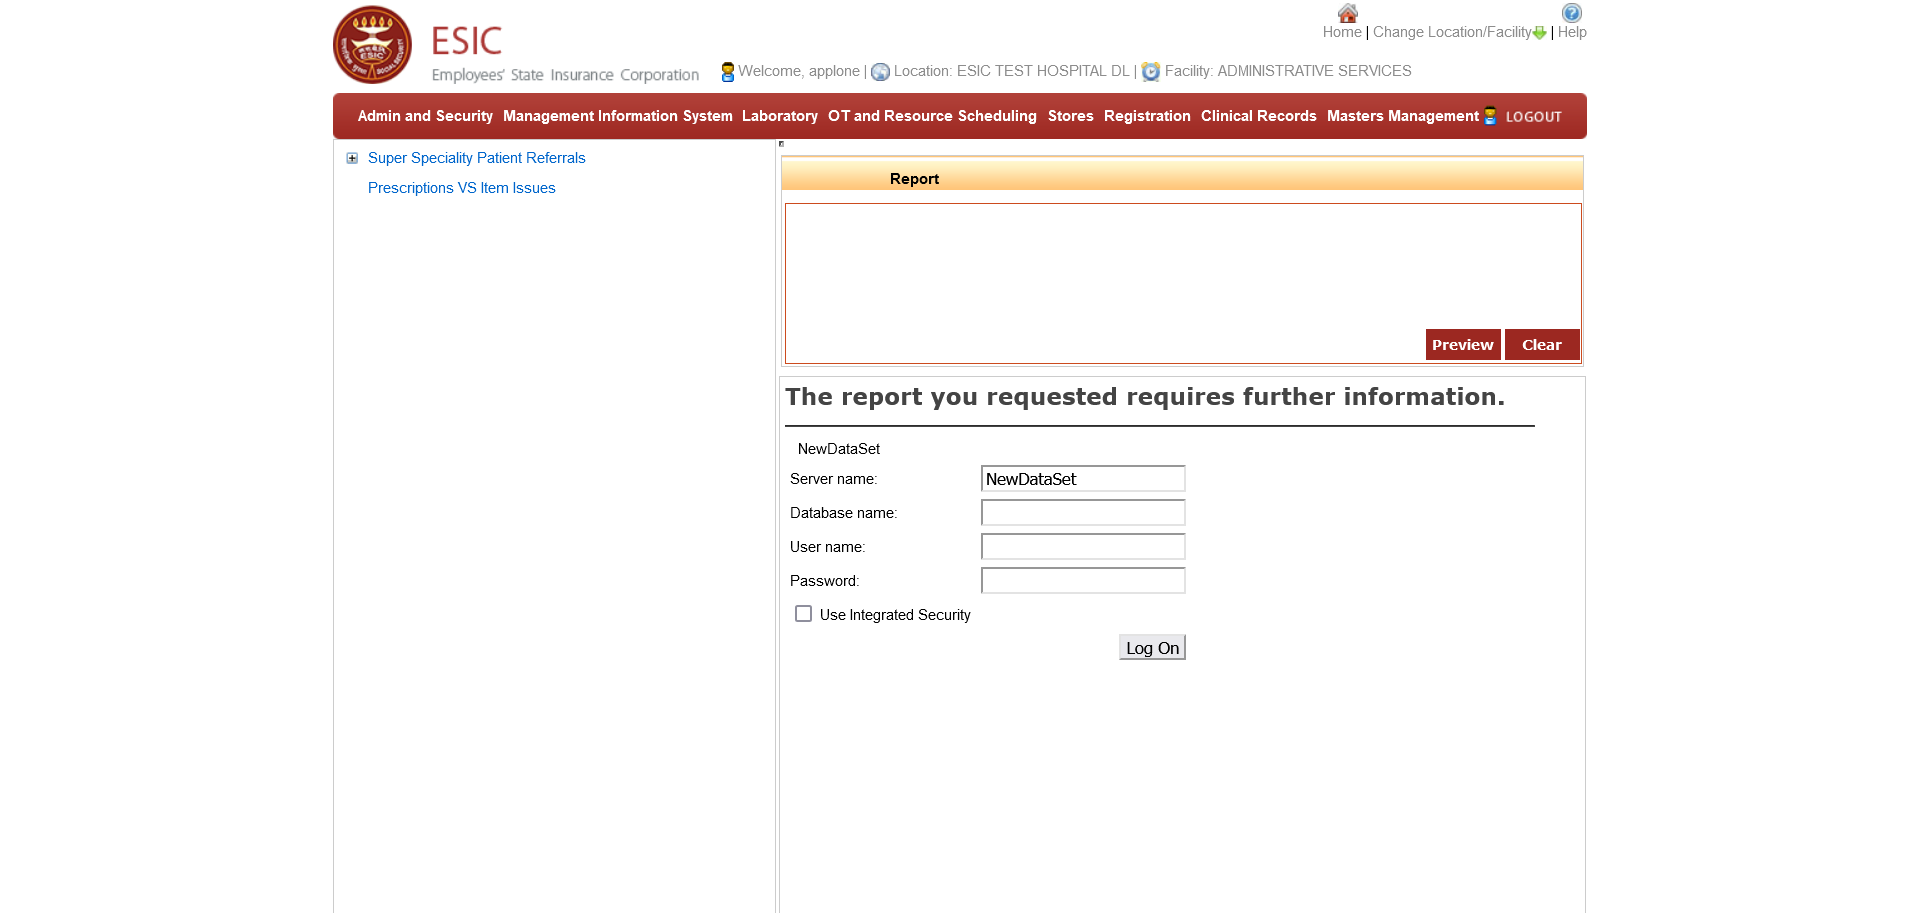 Home | Change Location/Facility | Help
ESIC
Employees' State Insurance Corporation
Welcome, applone | Location: ESIC TEST HOSPITAL DL | Facility: ADMINISTRATIVE SERVICES
Admin and Security Management Information System Laboratory OT and Resource Scheduling Stores Registration Clinical Records Masters Management LOGOUT
Super Speciality Patient Referrals
Prescriptions VS Item Issues
Report
Preview Clear
The report you requested requires further information.
NewDataSet
Server name: NewDataSet
Database name:
User name:
Password:
Use Integrated Security
Log On